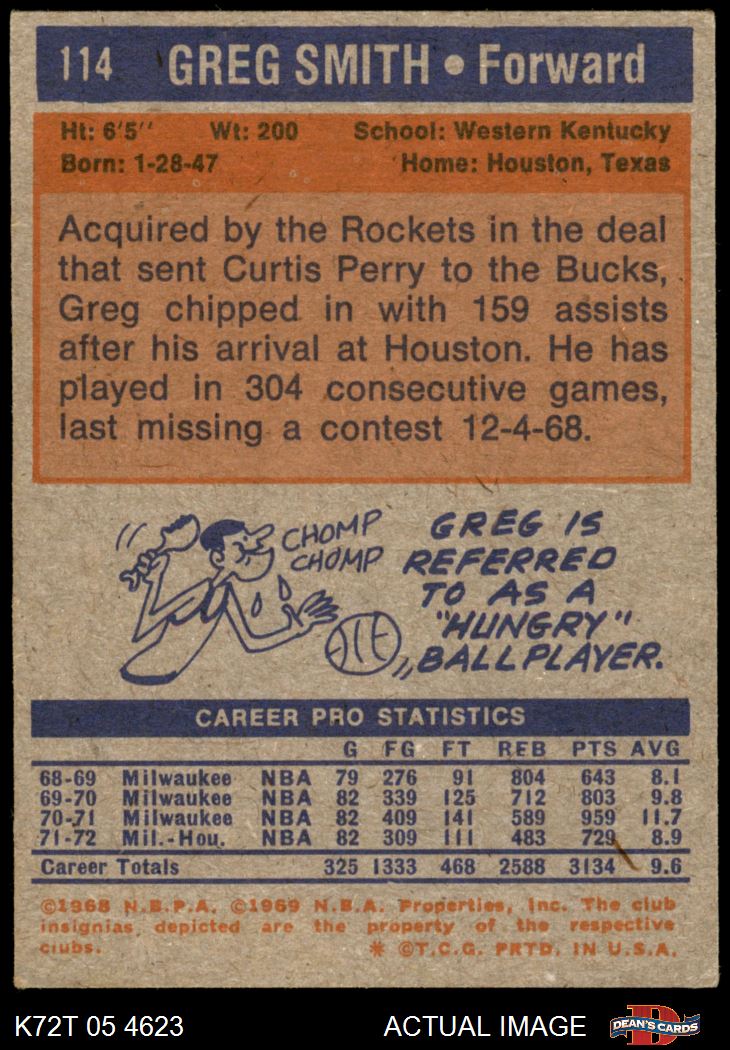 114 GREG SMITH • Forward
Ht: 6'5'' Wt: 200 School: Western Kentucky
Born: 1-28-47 Home: Houston, Texas
Acquired by the Rockets in the deal
that sent Curtis Perry to the Bucks,
Greg chipped in with 159 assists
after his arrival at Houston. He has
played in 304 consecutive games,
last missing a contest 12-4-68.
CHOMP
CHOMP
GREG IS
REFERRED
TO AS A
"HUNGRY"
BALLPLAYER.
CAREER PRO STATISTICS
G FG FT REB PTS AVG
68-69 Milwaukee NBA 79 276 91 804 643 8.1
69-70 Milwaukee NBA 82 339 125 712 803 9.8
70-71 Milwaukee NBA 82 409 141 589 959 11.7
71-72 Mil.-Hou. NBA 82 309 111 483 729 8.9
Career Totals 325 1333 468 2588 3134 9.6
©1968 N.B.P.A. ©1969 N.B.A. Properties, Inc. The club
insignias, depicted are the property of the respective
clubs. * ©T.C.G. PRTD. IN U.S.A.
K72T 05 4623 ACTUAL IMAGE D DEAN'S CARDS